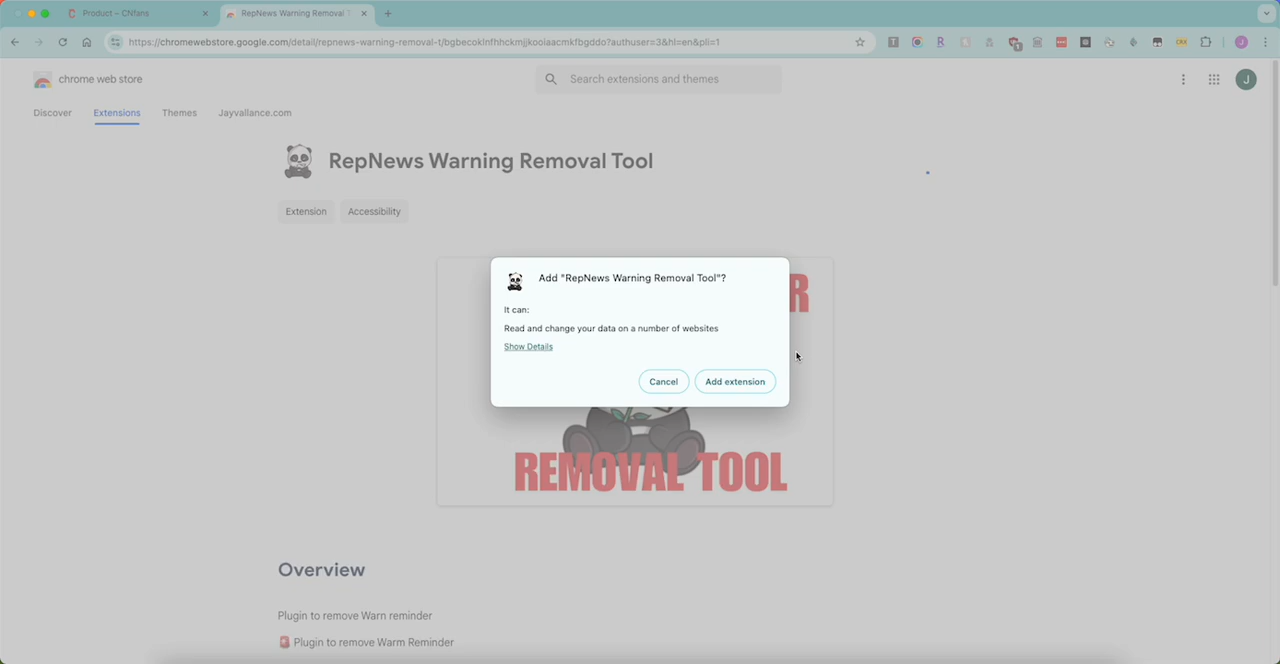 Product – CNfans
RepNews Warning Removal T
https://chromewebstore.google.com/detail/repnews-warning-removal-t/bgbecoklnfhhckmjjkooiaacmkfbgddo?authuser=3&hl=en&pli=1
chrome web store
Search extensions and themes
J
Discover
Extensions
Themes
Jayvallance.com
RepNews Warning Removal Tool
Extension
Accessibility
R
Add "RepNews Warning Removal Tool"?
It can:
Read and change your data on a number of websites
Show Details
Cancel
Add extension
REMOVAL TOOL
Overview
Plugin to remove Warn reminder
🚨 Plugin to remove Warm Reminder